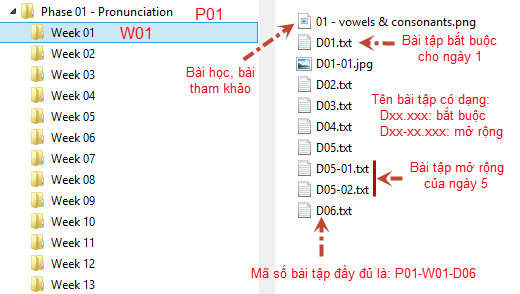 Phase 01 - Pronunciation
P01
Week 01
W01
Week 02
Week 03
Week 04
Week 05
Week 06
Week 07
Week 08
Week 09
Week 10
Week 11
Week 12
Week 13
Bài học, bài
tham khảo
01 - vowels & consonants.png
D01.txt
D01-01.jpg
D02.txt
D03.txt
D04.txt
D05.txt
D05-01.txt
D05-02.txt
D06.txt
Bài tập bắt buộc
cho ngày 1
Tên bài tập có dạng:
Dxx.xxx: bắt buộc
Dxx-xx.xxx: mở rộng
Bài tập mở rộng
của ngày 5
Mã số bài tập đầy đủ là: P01-W01-D06